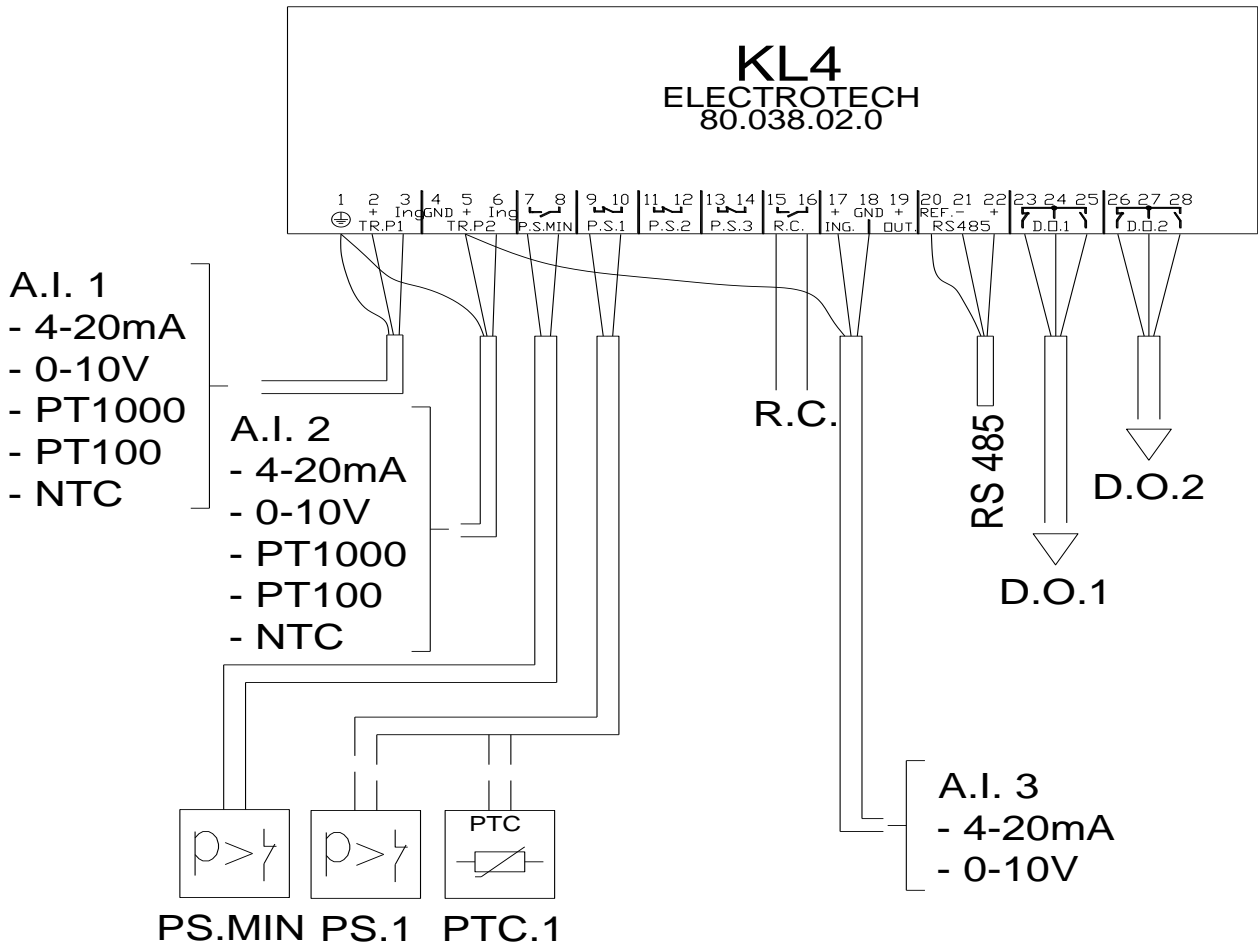 KL4
ELECTROTECH
80.038.02.0
1 2 3 4 5 6 7 8 9 10 11 12 13 14 15 16 17 18 19 20 21 22 23 24 25 26 27 28
+ Ing GND + Ing + GND + REF. - +
TR.P1 TR.P2 P.S.MIN P.S.1 P.S.2 P.S.3 R.C. ING. OUT. RS485 D.O.1 D.O.2
A.I. 1
- 4-20mA
- 0-10V
- PT1000
- PT100
- NTC
A.I. 2
- 4-20mA
- 0-10V
- PT1000
- PT100
- NTC
R.C.
RS 485
D.O.2
D.O.1
A.I. 3
- 4-20mA
- 0-10V
PTC
PS.MIN PS.1 PTC.1